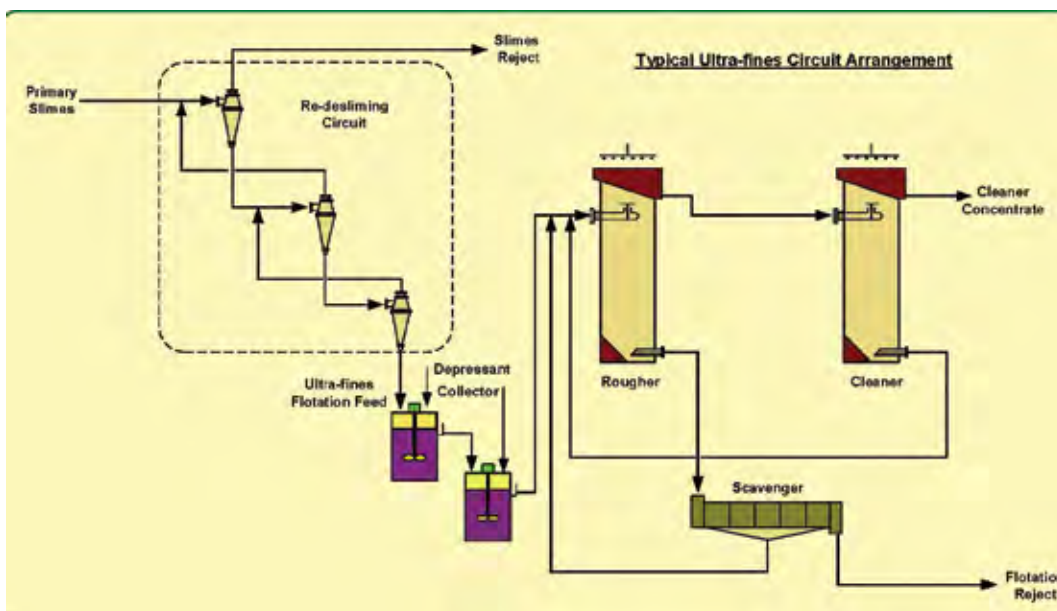 Slimes
Reject
Typical Ultra-fines Circuit Arrangement
Primary
Slimes
Re-desliming
Circuit
Cleaner
Concentrate
Ultra-fines
Flotation Feed
Depressant
Collector
Rougher
Cleaner
Scavenger
Flotation
Reject